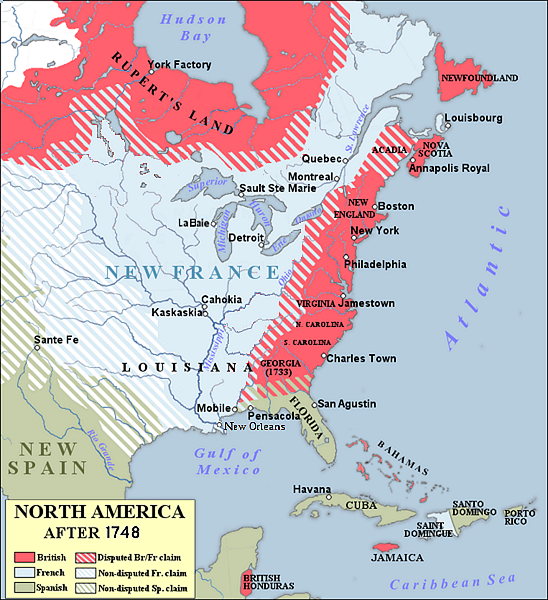 Hudson
Bay
York Factory
RUPERT'S LAND
NEWFOUNDLAND
St. Lawrence
Louisbourg
ACADIA
NOVA
SCOTIA
Quebec
Annapolis Royal
Montreal
Superior
Sault Ste Marie
NEW
ENGLAND
Boston
LaBaie
Michigan
Huron
Ontario
Erie
Detroit
New York
Atlantic
NEW FRANCE
Ohio
Philadelphia
Cahokia
Kaskaskia
VIRGINIA
Jamestown
N. CAROLINA
Sante Fe
Mississippi
S. CAROLINA
LOUISIANA
GEORGIA
(1733)
Charles Town
Mobile
Pensacola
San Agustin
FLORIDA
New Orleans
NEW
SPAIN
Rio Grande
Gulf of
Mexico
BAHAMAS
Havana
CUBA
SANTO
DOMINGO
PORTO
RICO
SAINT
DOMINGUE
JAMAICA
BRITISH
HONDURAS
Caribbean Sea
NORTH AMERICA
AFTER 1748
British
Disputed Br/Fr claim
French
Non-disputed Fr. claim
Spanish
Non-disputed Sp. claim